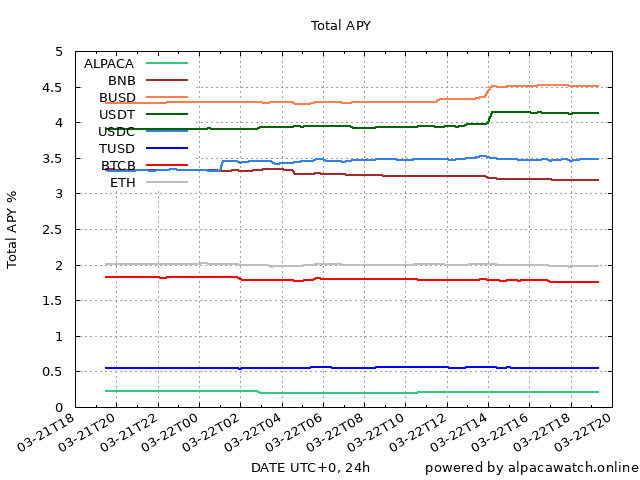 Total APY
Total APY %
5
4.5
4
3.5
3
2.5
2
1.5
1
0.5
0
ALPACA
BNB
BUSD
USDT
USDC
TUSD
BTCB
ETH
03-21T18
03-21T20
03-21T22
03-22T00
03-22T02
03-22T04
03-22T06
03-22T08
03-22T10
03-22T12
03-22T14
03-22T16
03-22T18
03-22T20
DATE UTC+0, 24h
powered by alpacawatch.online